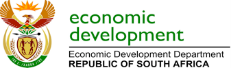 economic
development
Economic Development Department
REPUBLIC OF SOUTH AFRICA